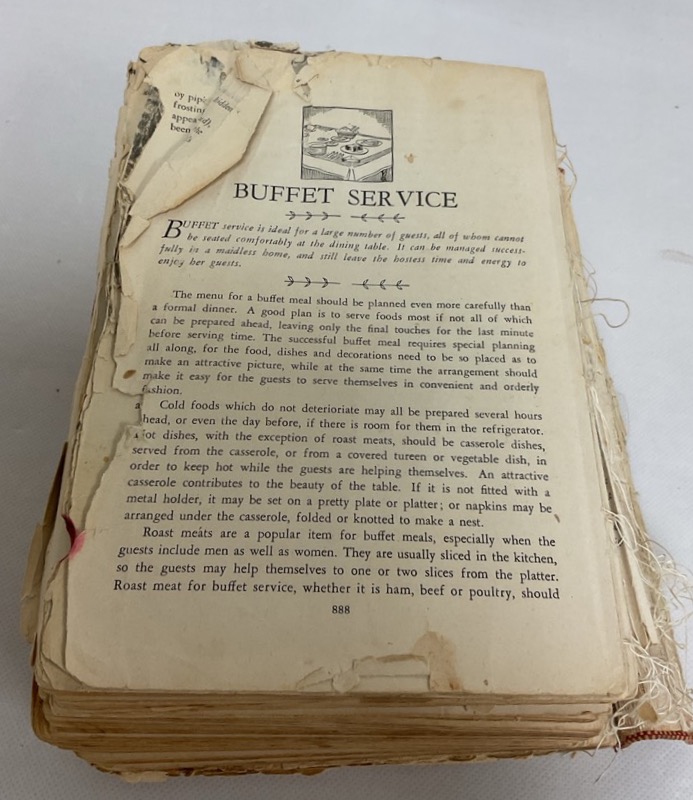 by pip
frostin
appea
been
idden
ed),
BUFFET SERVICE
BUFFET service is ideal for a large number of guests, all of whom cannot
be seated comfortably at the dining table. It can be managed success-
fully in a maidless home, and still leave the hostess time and energy to
enjoy her guests.
The menu for a buffet meal should be planned even more carefully than
a formal dinner. A good plan is to serve foods most if not all of which
can be prepared ahead, leaving only the final touches for the last minute
before serving time. The successful buffet meal requires special planning
all along, for the food, dishes and decorations need to be so placed as to
make an attractive picture, while at the same time the arrangement should
make it easy for the guests to serve themselves in convenient and orderly
fashion.
Cold foods which do not deterioriate may all be prepared several hours
ahead, or even the day before, if there is room for them in the refrigerator.
Hot dishes, with the exception of roast meats, should be casserole dishes,
served from the casserole, or from a covered tureen or vegetable dish, in
order to keep hot while the guests are helping themselves. An attractive
casserole contributes to the beauty of the table. If it is not fitted with a
metal holder, it may be set on a pretty plate or platter; or napkins may be
arranged under the casserole, folded or knotted to make a nest.
Roast meats are a popular item for buffet meals, especially when the
guests include men as well as women. They are usually sliced in the kitchen,
so the guests may help themselves to one or two slices from the platter.
Roast meat for buffet service, whether it is ham, beef or poultry, should
888